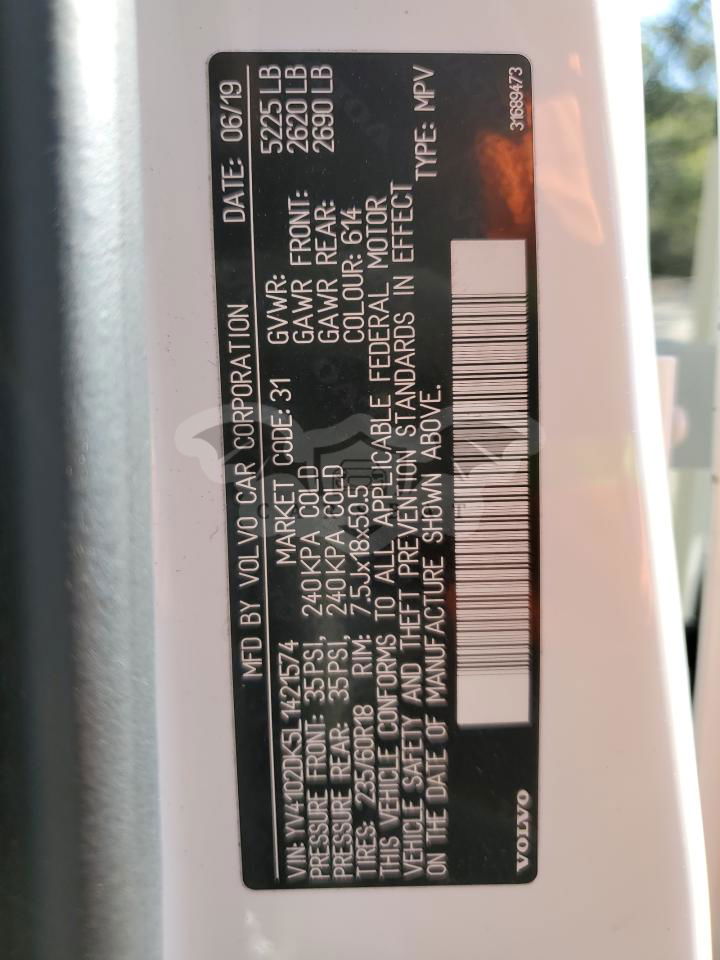 MFD BY VOLVO CAR CORPORATION DATE: 06/19
VIN: YV4102DK5L1421574 MARKET CODE: 31 GVWR: 5225 LB
PRESSURE FRONT: 35PSI, 240KPA COLD GAWR FRONT: 2620 LB
PRESSURE REAR: 35PSI, 240KPA COLD GAWR REAR: 2690 LB
TIRES: 235/60R18 RIM: 7.5Jx18x50.5 COLOUR: 614
THIS VEHICLE CONFORMS TO ALL APPLICABLE FEDERAL MOTOR
VEHICLE SAFETY AND THEFT PREVENTION STANDARDS IN EFFECT
ON THE DATE OF MANUFACTURE SHOWN ABOVE. TYPE: MPV
VOLVO 31689473